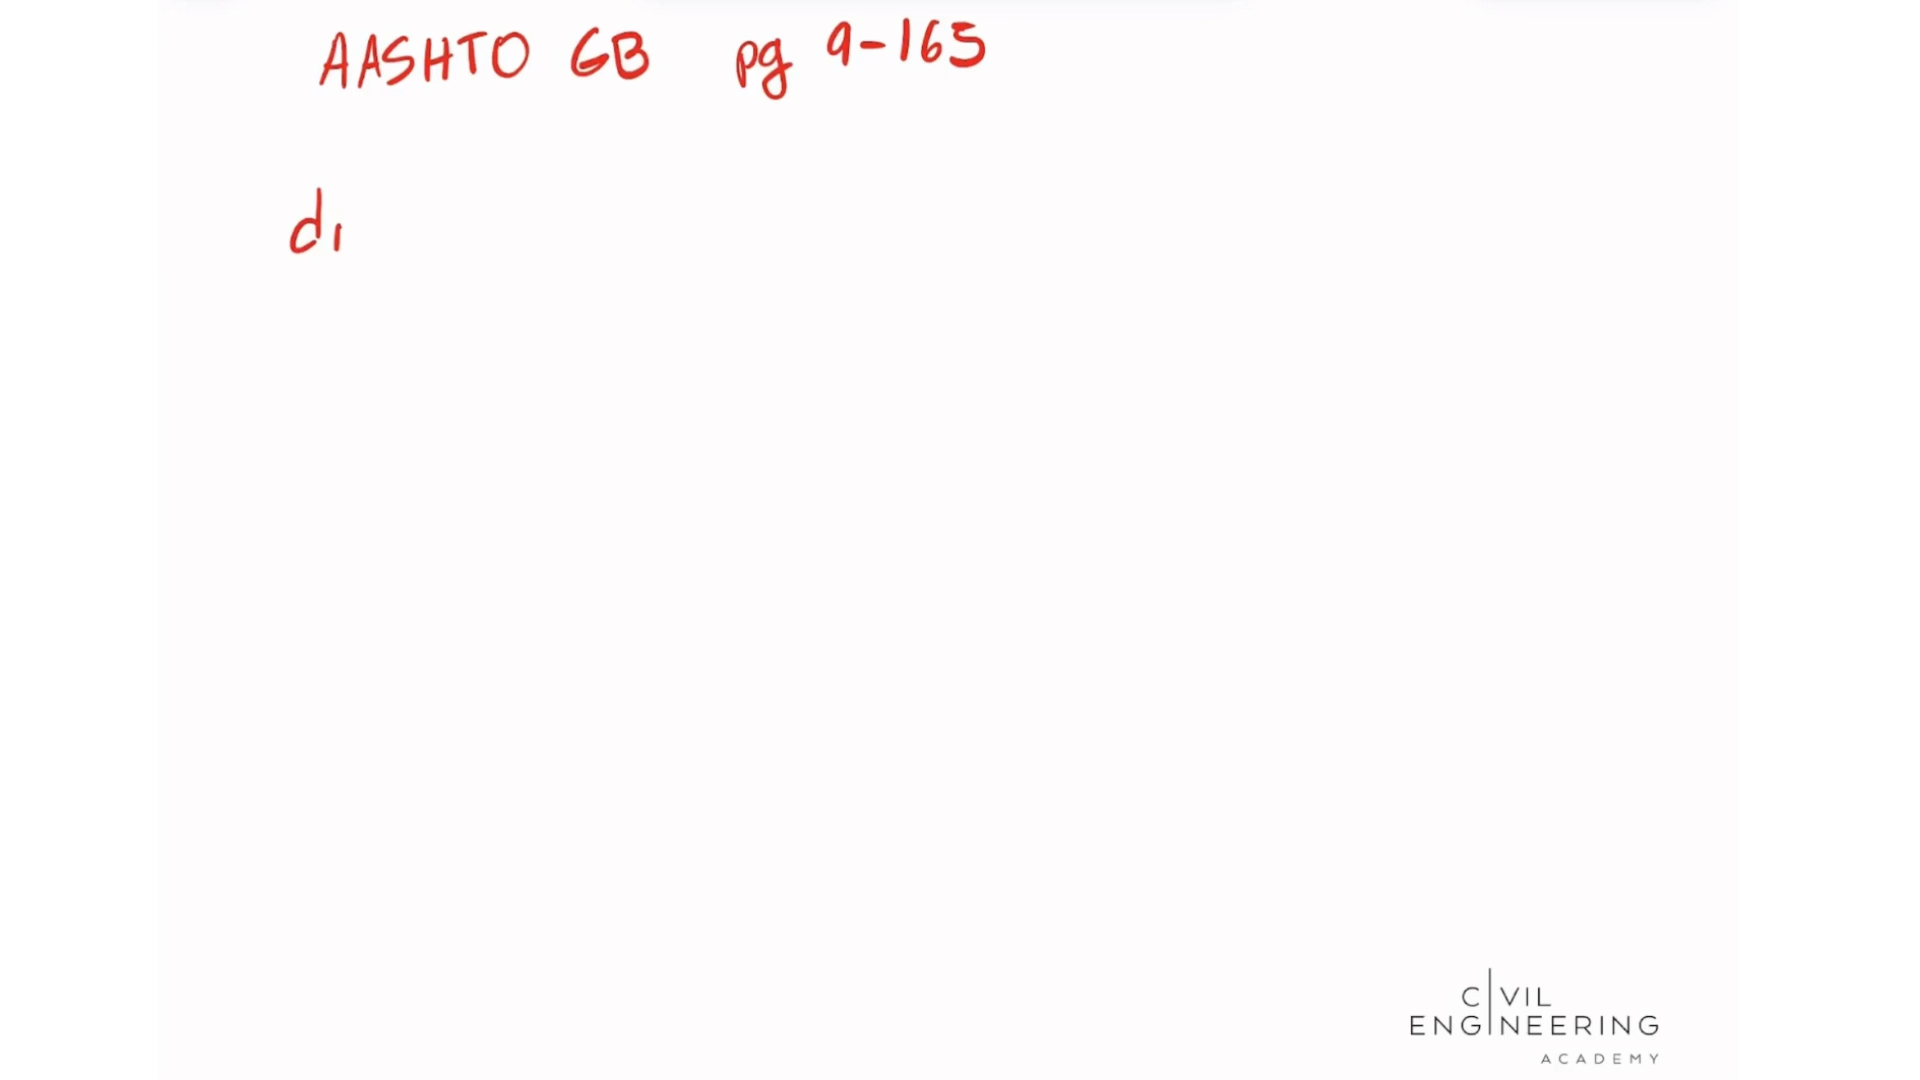 AASHTO GB pg 9-165
d1
CIVIL
ENGINEERING
ACADEMY